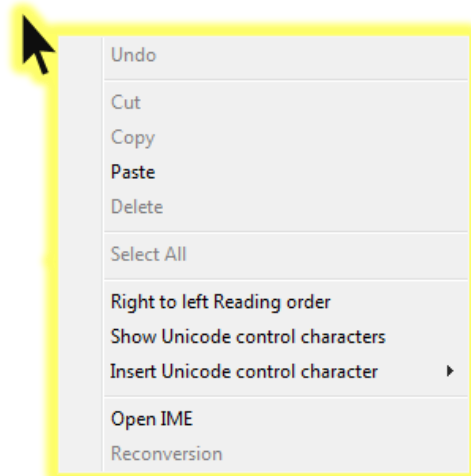 Undo
Cut
Copy
Paste
Delete
Select All
Right to left Reading order
Show Unicode control characters
Insert Unicode control character
Open IME
Reconversion